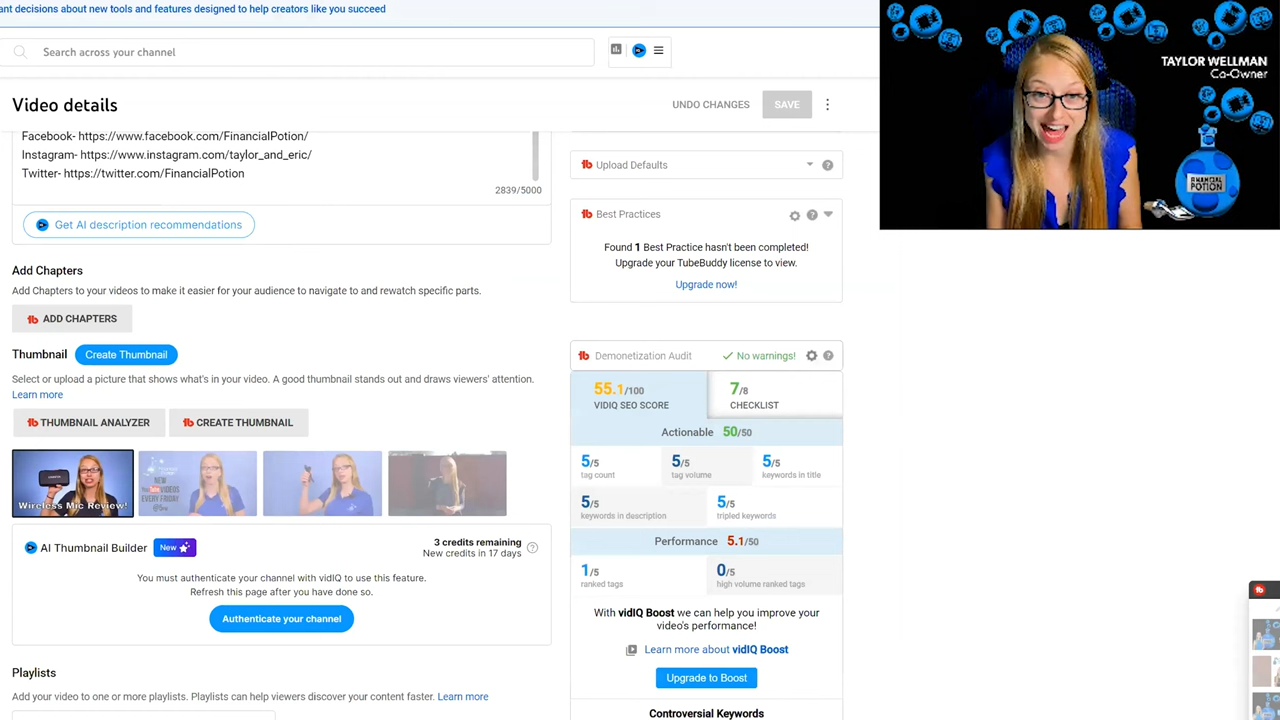 ant decisions about new tools and features designed to help creators like you succeed
Search across your channel
TAYLOR WELLMAN
Co-Owner
FINANCIAL
POTION
Video details
UNDO CHANGES
SAVE
Facebook- https://www.facebook.com/FinancialPotion/
Instagram- https://www.instagram.com/taylor_and_eric/
Twitter- https://twitter.com/FinancialPotion
2839/5000
Get AI description recommendations
Add Chapters
Add Chapters to your videos to make it easier for your audience to navigate to and rewatch specific parts.
ADD CHAPTERS
Thumbnail
Create Thumbnail
Select or upload a picture that shows what's in your video. A good thumbnail stands out and draws viewers' attention.
Learn more
THUMBNAIL ANALYZER
CREATE THUMBNAIL
Wireless Mic Review!
NEW
VIDEOS
EVERY FRIDAY
AI Thumbnail Builder
New
3 credits remaining
New credits in 17 days
You must authenticate your channel with vidIQ to use this feature.
Refresh this page after you have done so.
Authenticate your channel
Playlists
Add your video to one or more playlists. Playlists can help viewers discover your content faster. Learn more
Upload Defaults
Best Practices
Found 1 Best Practice hasn't been completed!
Upgrade your TubeBuddy license to view.
Upgrade now!
Demonetization Audit
No warnings!
55.1/100
VIDIQ SEO SCORE
7/8
CHECKLIST
Actionable 50/50
5/5
tag count
5/5
tag volume
5/5
keywords in title
5/5
keywords in description
5/5
tripled keywords
Performance 5.1/50
1/5
ranked tags
0/5
high volume ranked tags
With vidIQ Boost we can help you improve your
video's performance!
Learn more about vidIQ Boost
Upgrade to Boost
Controversial Keywords